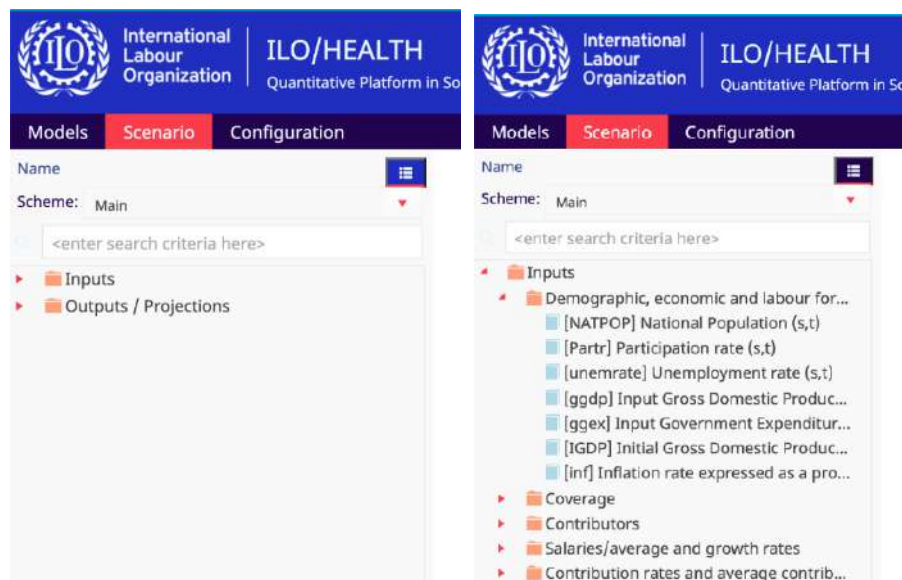 ILO
International
Labour
Organization
ILO/HEALTH
Quantitative Platform in So
Models Scenario Configuration
Name
Scheme: Main
<enter search criteria here>
Inputs
Outputs / Projections
ILO
International
Labour
Organization
ILO/HEALTH
Quantitative Platform in Sc
Models Scenario Configuration
Name
Scheme: Main
<enter search criteria here>
Inputs
Demographic, economic and labour for...
[NATPOP] National Population (s,t)
[Partr] Participation rate (s,t)
[unemrate] Unemployment rate (s,t)
[ggdp] Input Gross Domestic Produc...
[ggex] Input Government Expenditur...
[IGDP] Initial Gross Domestic Produc...
[inf] Inflation rate expressed as a pro...
Coverage
Contributors
Salaries/average and growth rates
Contribution rates and average contrib...